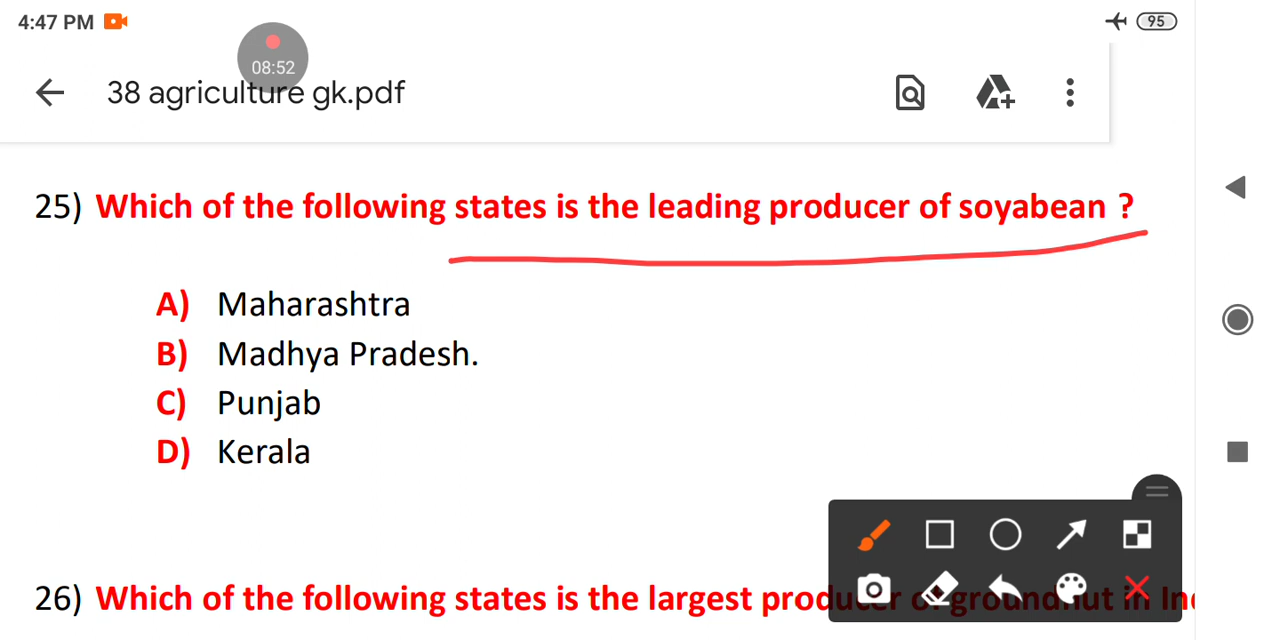 4:47 PM
95
08:52
38 agriculture gk.pdf
25) Which of the following states is the leading producer of soyabean ?
A) Maharashtra
B) Madhya Pradesh.
C) Punjab
D) Kerala
26) Which of the following states is the largest producer of groundnut in